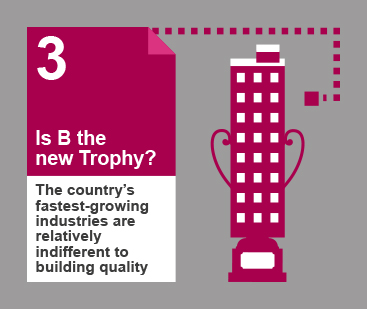 3
Is B the
new Trophy?
The country's
fastest-growing
industries are
relatively
indifferent to
building quality